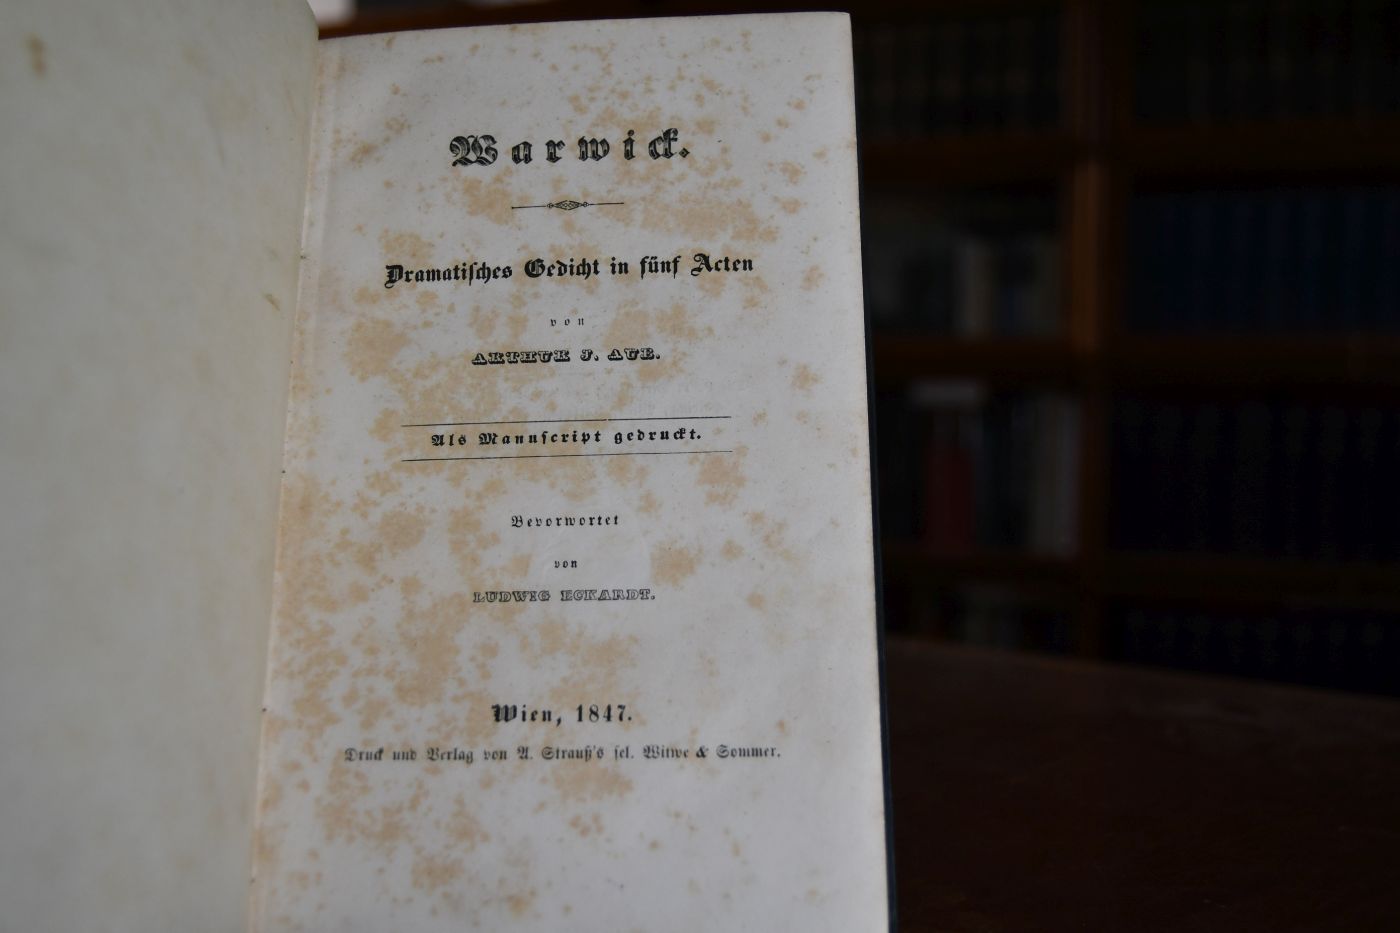 Warwick.
Dramatisches Gedicht in fünf Acten
von
ARTHUR J. AUB.
Als Manuscript gedruckt.
Bevorwortet
von
LUDWIG ECKARDT.
Wien, 1847.
Druck und Verlag von A. Strauß's sel. Witwe & Sommer.